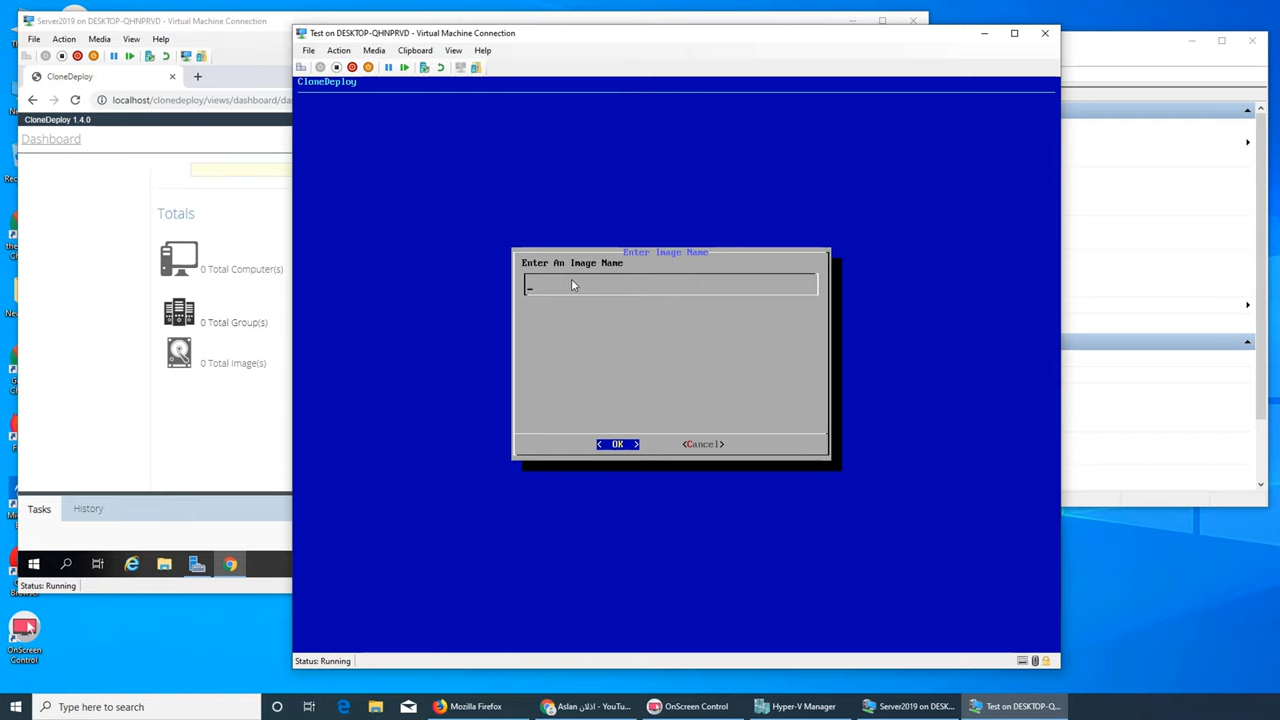 Server2019 on DESKTOP-QHNPRVD - Virtual Machine Connection
File Action Media View Help
CloneDeploy
localhost/clonedeploy/views/dashboard/da
CloneDeploy 1.4.0
Dashboard
Totals
0 Total Computer(s)
0 Total Group(s)
0 Total Image(s)
Tasks History
Status: Running
Test on DESKTOP-QHNPRVD - Virtual Machine Connection
File Action Media Clipboard View Help
CloneDeploy
Enter Image Name
Enter An Image Name
< OK > <Cancel>
Status: Running
OnScreen
Control
Type here to search
Mozilla Firefox
Aslan اذلان - YouTu...
OnScreen Control
Hyper-V Manager
Server2019 on DESK...
Test on DESKTOP-Q...